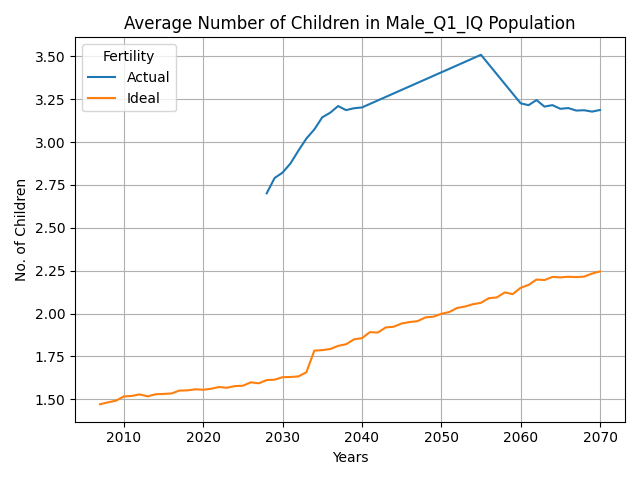 Average Number of Children in Male_Q1_IQ Population
Fertility
Actual
Ideal
3.50
3.25
3.00
2.75
2.50
2.25
2.00
1.75
1.50
No. of Children
2010 2020 2030 2040 2050 2060 2070
Years